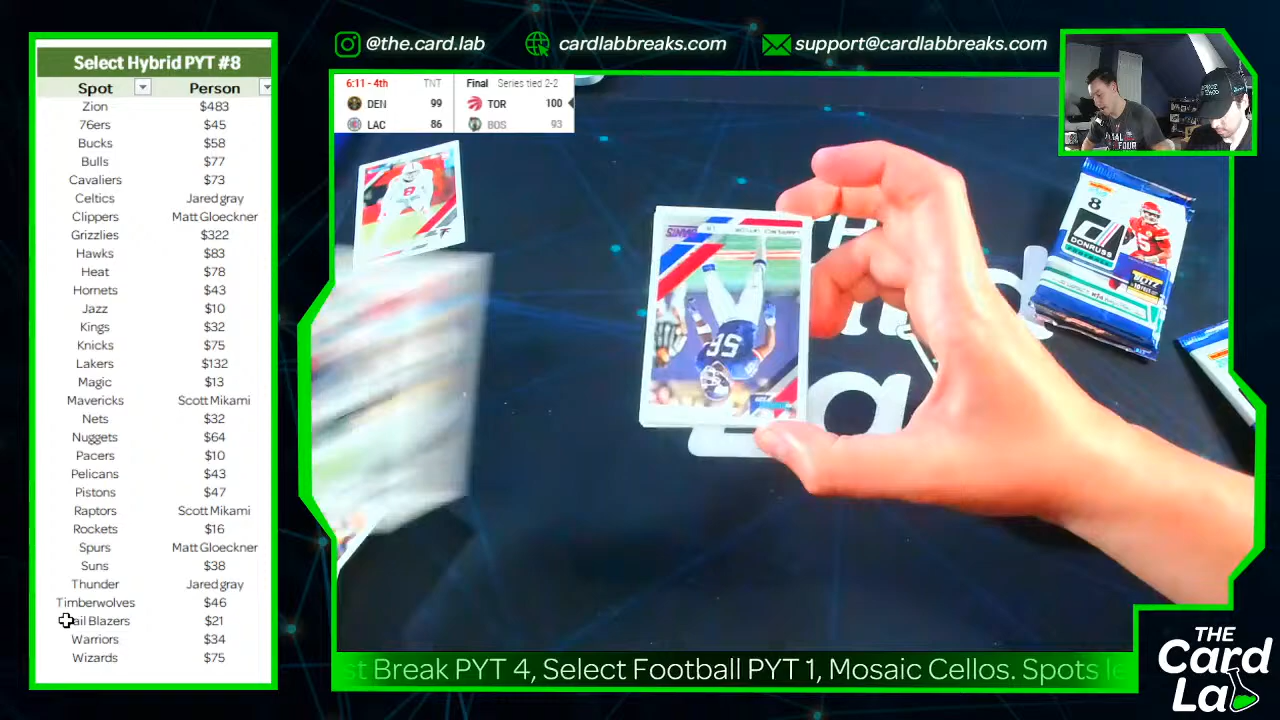 @the.card.lab
cardlabbreaks.com
support@cardlabbreaks.com
Select Hybrid PYT #8
Spot Person
Zion $483
76ers $45
Bucks $58
Bulls $77
Cavaliers $73
Celtics Jared gray
Clippers Matt Gloeckner
Grizzlies $322
Hawks $83
Heat $78
Hornets $43
Jazz $10
Kings $32
Knicks $75
Lakers $132
Magic $13
Mavericks Scott Mikami
Nets $32
Nuggets $64
Pacers $10
Pelicans $43
Pistons $47
Raptors Scott Mikami
Rockets $16
Spurs Matt Gloeckner
Suns $38
Thunder Jared gray
Timberwolves $46
ail Blazers $21
Warriors $34
Wizards $75
6:11 - 4th TNT
DEN 99
LAC 86
Final Series tied 2-2
TOR 100
BOS 93
8
DONRUSS
st Break PYT 4, Select Football PYT 1, Mosaic Cellos. Spots le
THE
Card
La